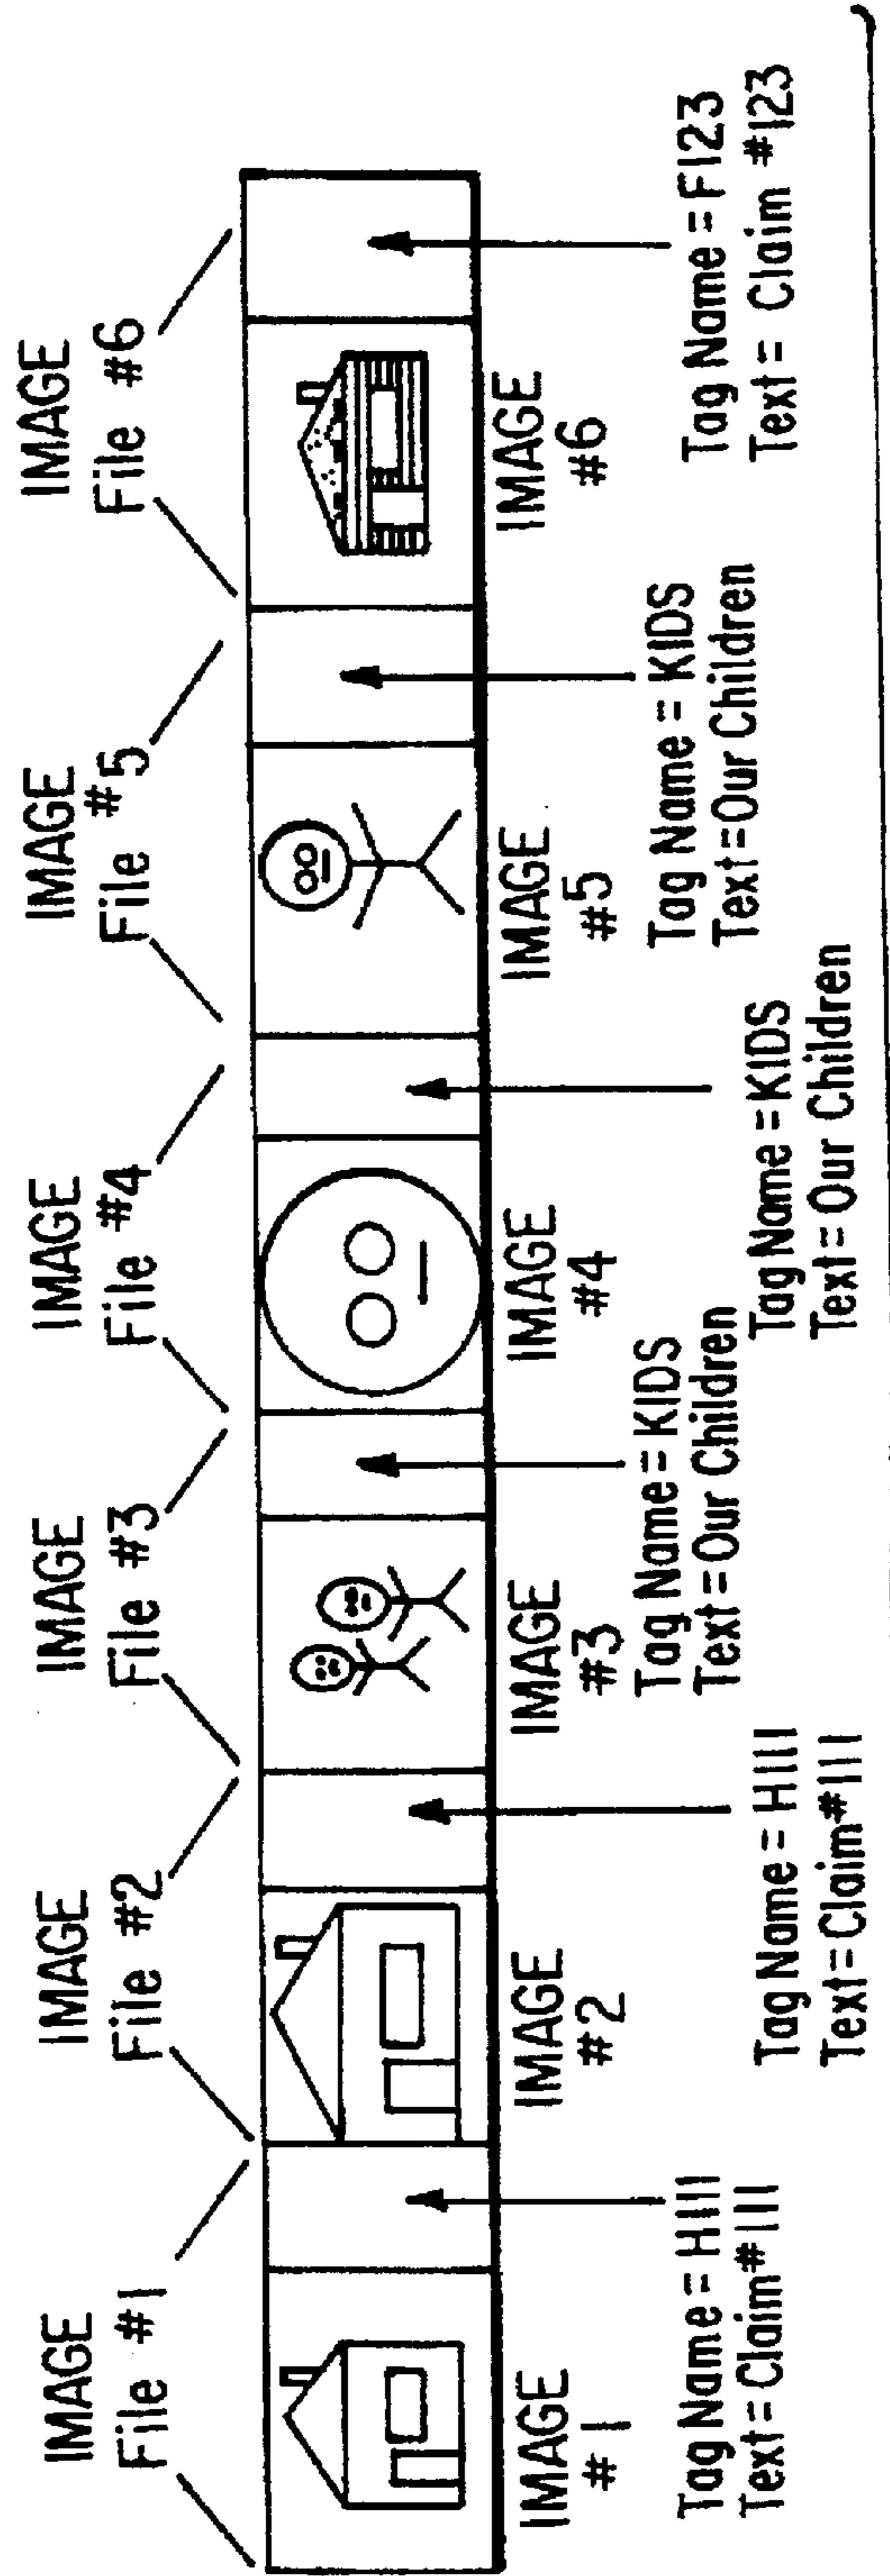 IMAGE
File #1
IMAGE
File #2
IMAGE
File #3
IMAGE
File #4
IMAGE
File #5
IMAGE
File #6
IMAGE
#1
IMAGE
#2
IMAGE
#3
IMAGE
#4
IMAGE
#5
IMAGE
#6
Tag Name = H111
Text = Claim #111
Tag Name = H111
Text = Claim #111
Tag Name = KIDS
Text = Our Children
Tag Name = KIDS
Text = Our Children
Tag Name = KIDS
Text = Our Children
Tag Name = F123
Text = Claim #123